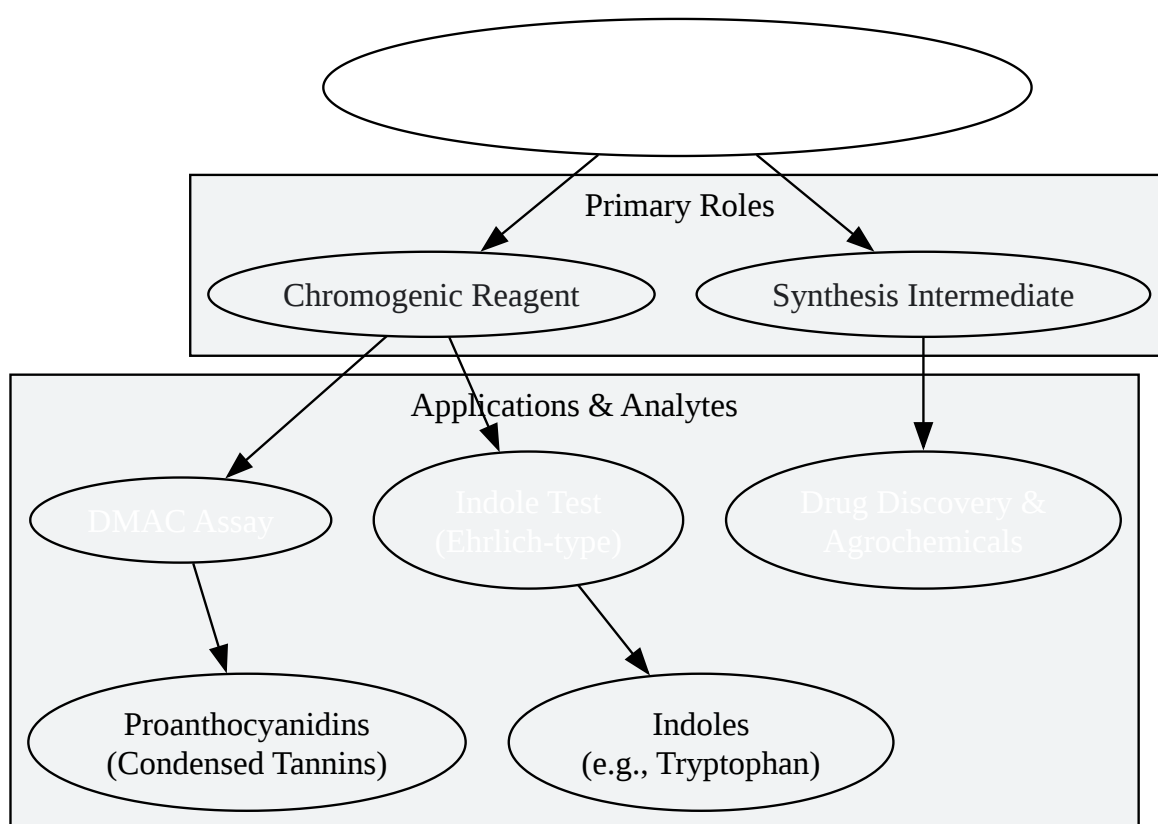 Primary Roles
Chromogenic Reagent
Synthesis Intermediate
Applications & Analytes
DMAC Assay
Indole Test
(Ehrlich-type)
Drug Discovery &
Agrochemicals
Proanthocyanidins
(Condensed Tannins)
Indoles
(e.g., Tryptophan)